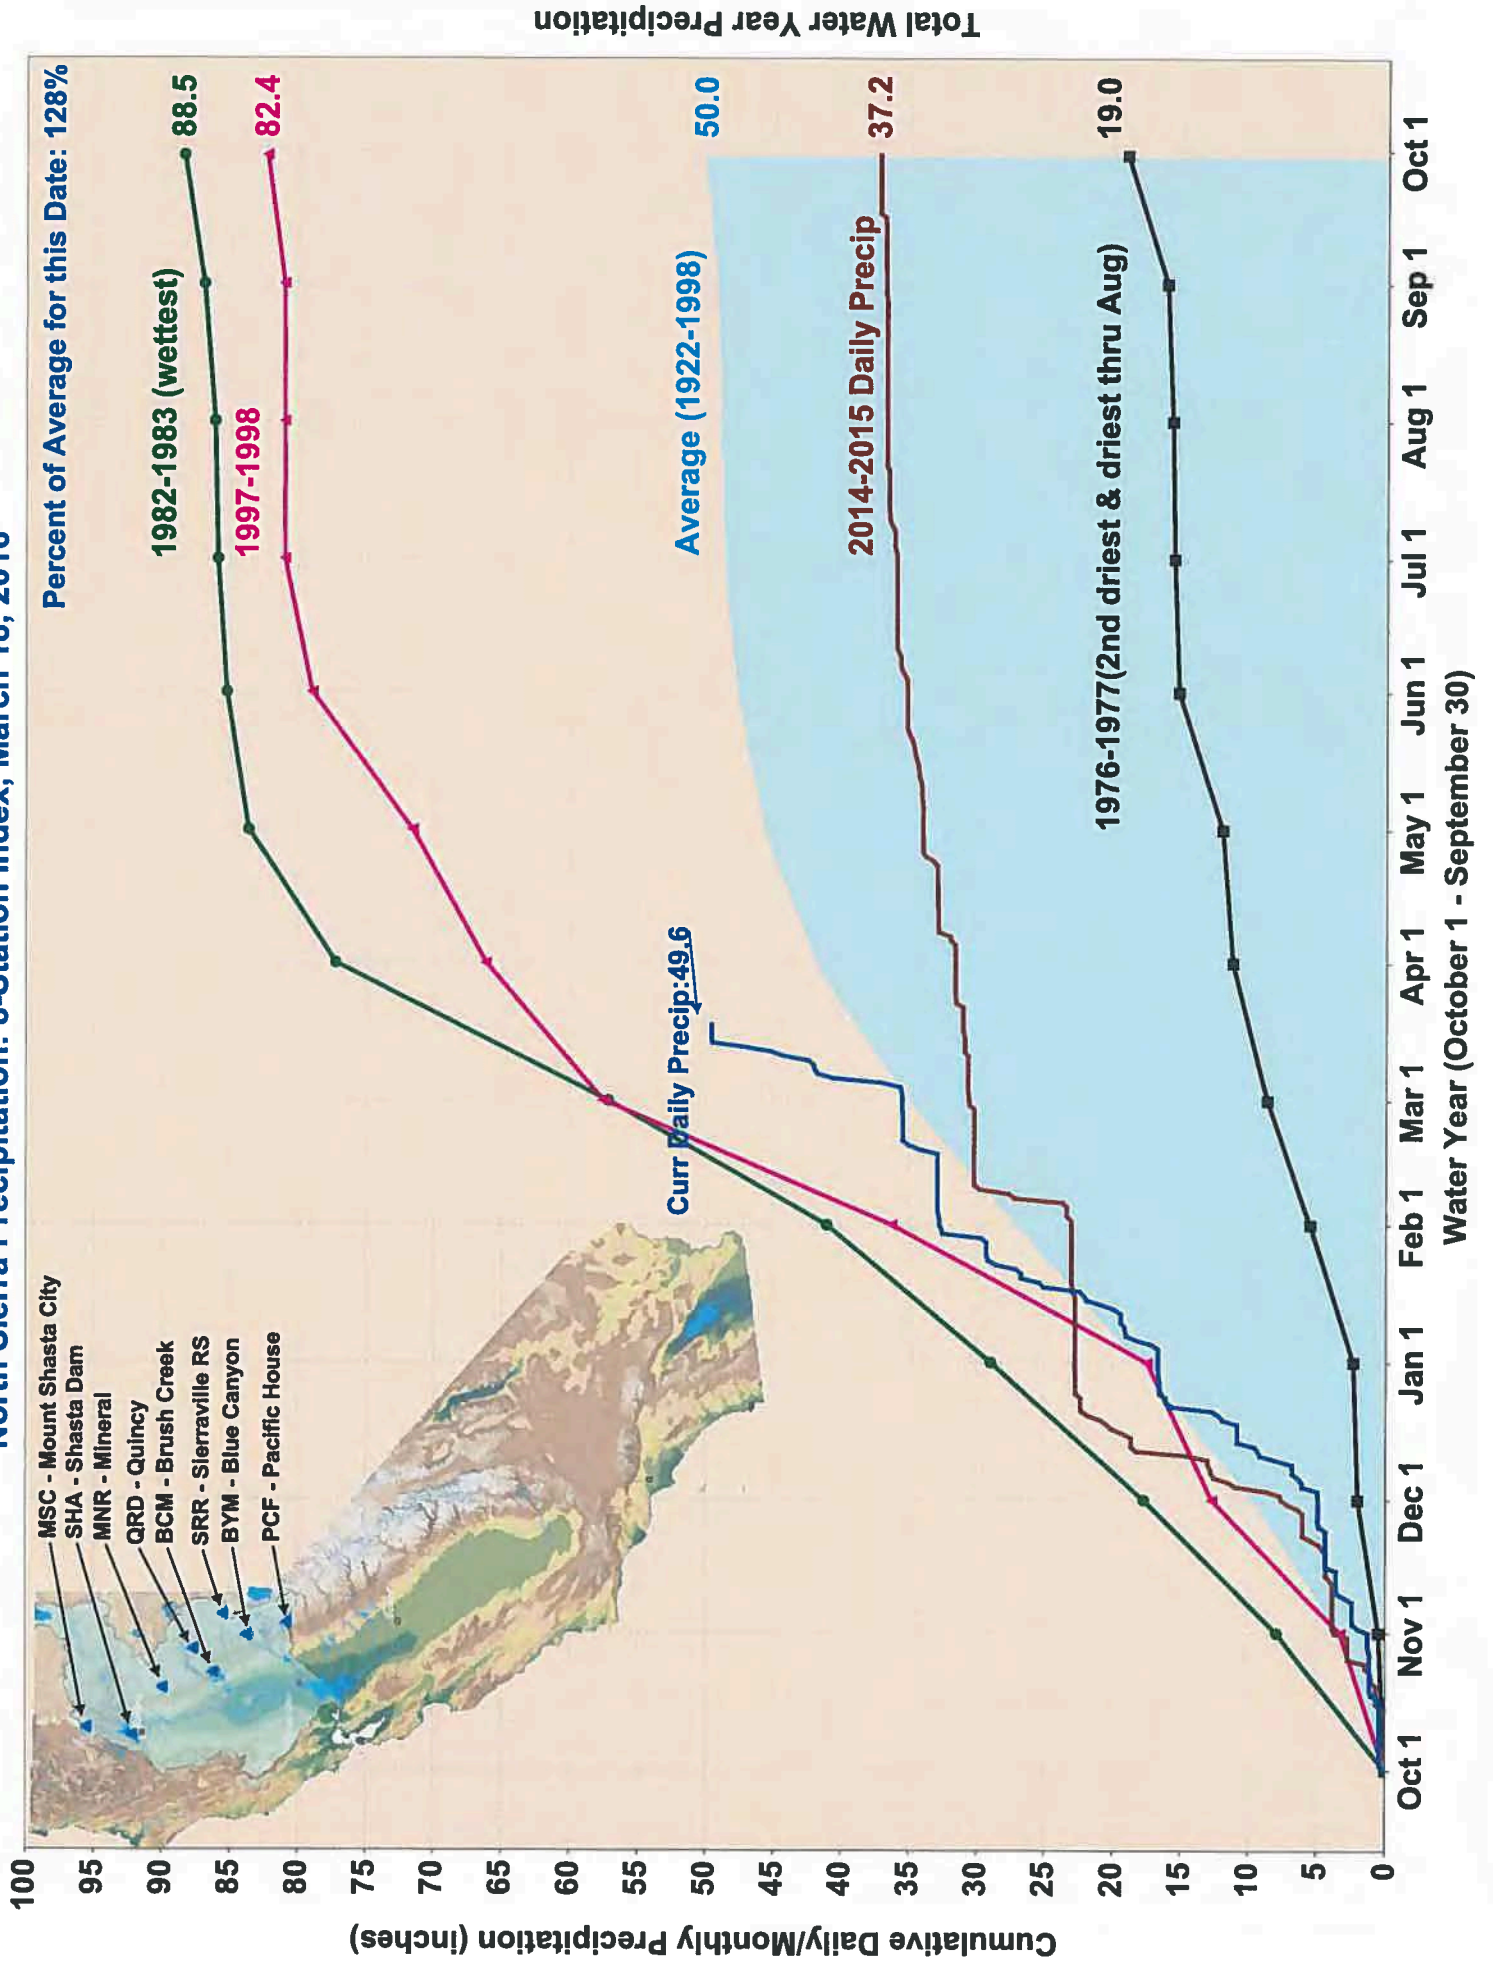 Percent of Average for this Date: 128%
MSC - Mount Shasta City
SHA - Shasta Dam
MNR - Mineral
QRD - Quincy
BCM - Brush Creek
SRR - Sierraville RS
BYM - Blue Canyon
PCF - Pacific House
1982-1983 (wettest)
88.5
1997-1998
82.4
Curr Daily Precip:49.6
Average (1922-1998)
50.0
2014-2015 Daily Precip
37.2
1976-1977(2nd driest & driest thru Aug)
19.0
Cumulative Daily/Monthly Precipitation (inches)
100
95
90
85
80
75
70
65
60
55
50
45
40
35
30
25
20
15
10
5
0
Total Water Year Precipitation
Oct 1 Nov 1 Dec 1 Jan 1 Feb 1 Mar 1 Apr 1 May 1 Jun 1 Jul 1 Aug 1 Sep 1 Oct 1
Water Year (October 1 - September 30)